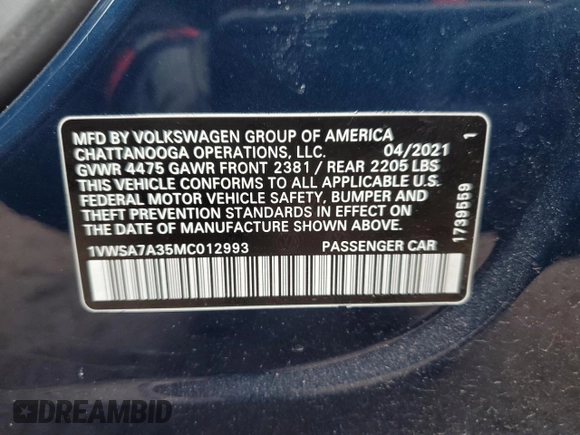 MFD BY VOLKSWAGEN GROUP OF AMERICA
CHATTANOOGA OPERATIONS, LLC. 04/2021
GVWR 4475 GAWR FRONT 2381 / REAR 2205 LBS
THIS VEHICLE CONFORMS TO ALL APPLICABLE U.S.
FEDERAL MOTOR VEHICLE SAFETY, BUMPER AND
THEFT PREVENTION STANDARDS IN EFFECT ON
THE DATE OF MANUFACTURE SHOWN ABOVE.
1VWSA7A35MC012993 PASSENGER CAR
1739559 1
DREAMBID